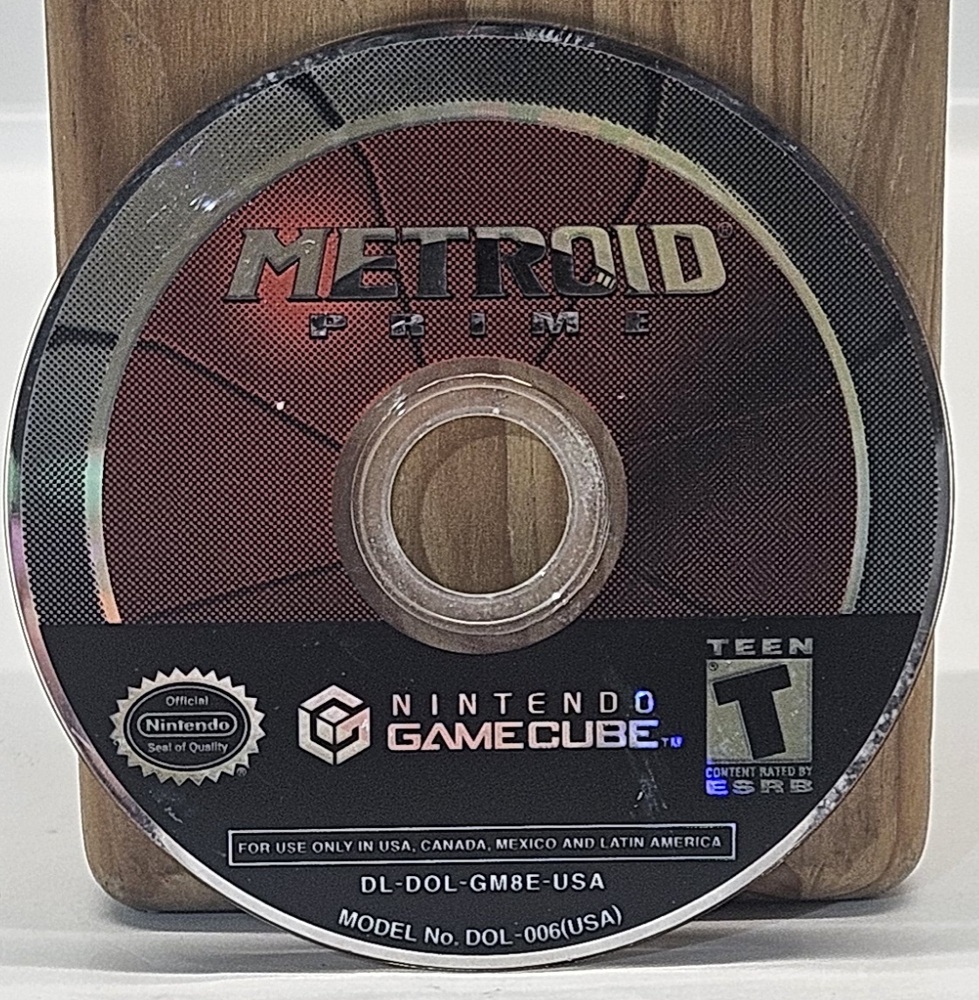 METROID®
PRIME
Official
Nintendo
Seal of Quality
®
NINTENDO
GAMECUBE™
TEEN
T
CONTENT RATED BY
ESRB
FOR USE ONLY IN USA, CANADA, MEXICO AND LATIN AMERICA
DL-DOL-GM8E-USA
MODEL No. DOL-006(USA)